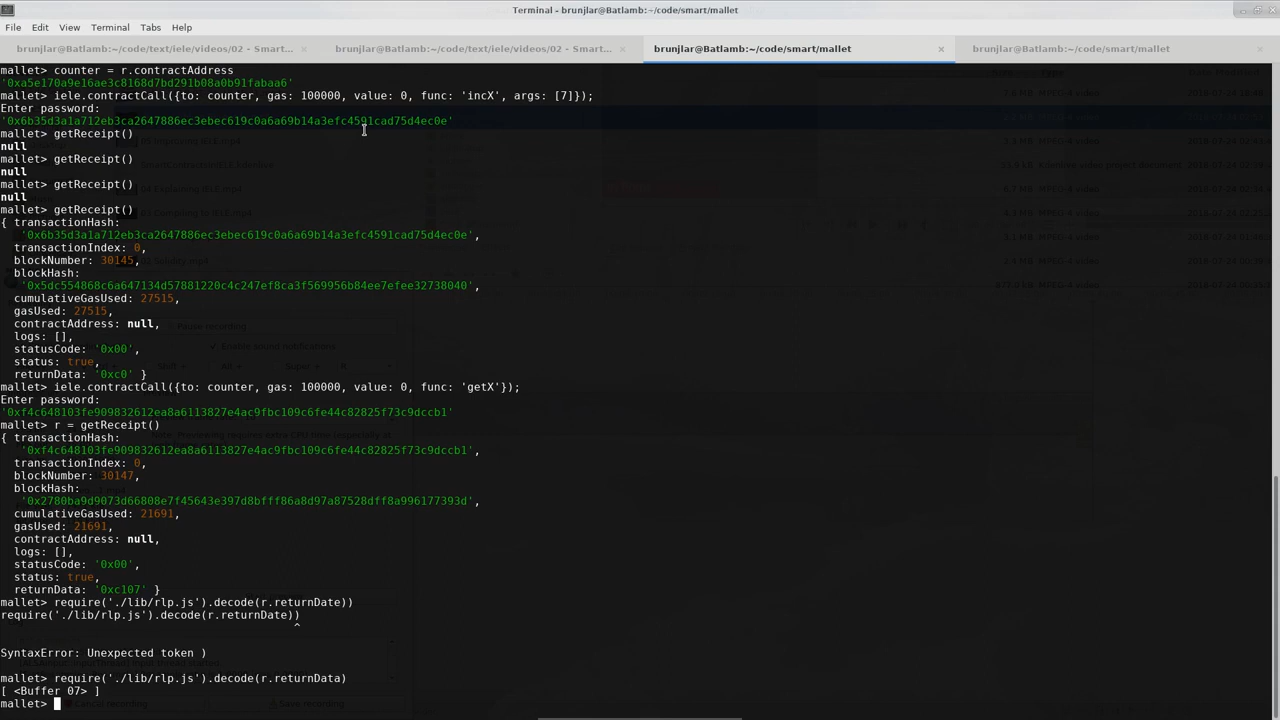 Terminal - brunjlar@Batlamb:~/code/smart/mallet
File Edit View Terminal Tabs Help
brunjlar@Batlamb:~/code/text/iele/videos/02 - Smart... brunjlar@Batlamb:~/code/text/iele/videos/02 - Smart... brunjlar@Batlamb:~/code/smart/mallet brunjlar@Batlamb:~/code/smart/mallet
mallet> counter = r.contractAddress
'0xa5e170a9e16ae3c8168d7bd291b08a0b91fabaa6'
mallet> iele.contractCall({to: counter, gas: 100000, value: 0, func: 'incX', args: [7]});
Enter password:
'0x6b35d3a1a712eb3ca2647886ec3ebec619c0a6a69b14a3efc4591cad75d4ec0e'
mallet> getReceipt()
null
mallet> getReceipt()
null
mallet> getReceipt()
null
mallet> getReceipt()
{ transactionHash:
'0x6b35d3a1a712eb3ca2647886ec3ebec619c0a6a69b14a3efc4591cad75d4ec0e',
transactionIndex: 0,
blockNumber: 30145,
blockHash:
'0x5dc554868c6a647134d57881220c4c247ef8ca3f569956b84ee7efee32738040',
cumulativeGasUsed: 27515,
gasUsed: 27515,
contractAddress: null,
logs: [],
statusCode: '0x00',
status: true,
returnData: '0xc0' }
mallet> iele.contractCall({to: counter, gas: 100000, value: 0, func: 'getX'});
Enter password:
'0xf4c648103fe909832612ea8a6113827e4ac9fbc109c6fe44c82825f73c9dccb1'
mallet> r = getReceipt()
{ transactionHash:
'0xf4c648103fe909832612ea8a6113827e4ac9fbc109c6fe44c82825f73c9dccb1',
transactionIndex: 0,
blockNumber: 30147,
blockHash:
'0x2780ba9d9073d66808e7f45643e397d8bfff86a8d97a87528dff8a996177393d',
cumulativeGasUsed: 21691,
gasUsed: 21691,
contractAddress: null,
logs: [],
statusCode: '0x00',
status: true,
returnData: '0xc107' }
mallet> require('./lib/rlp.js').decode(r.returnDate))
require('./lib/rlp.js').decode(r.returnDate))
^
SyntaxError: Unexpected token )
mallet> require('./lib/rlp.js').decode(r.returnData)
[ <Buffer 07> ]
mallet>